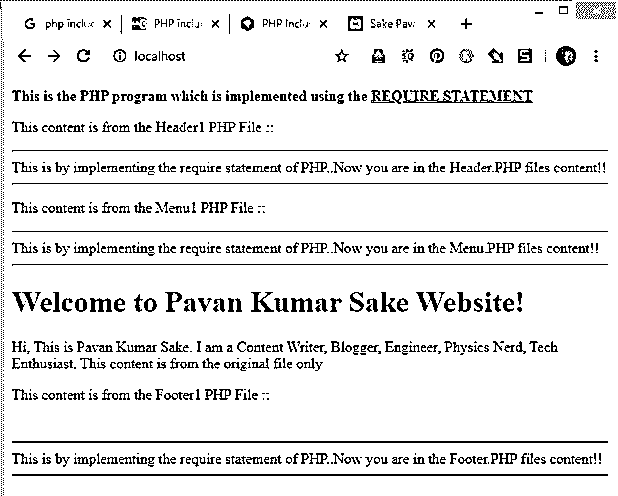 php inclu
PHP inclu
PHP Inclu
Sake Pav
localhost
This is the PHP program which is implemented using the REQUIRE STATEMENT
This content is from the Header1 PHP File ::
This is by implementing the require statement of PHP..Now you are in the Header.PHP files content!!
This content is from the Menu1 PHP File ::
This is by implementing the require statement of PHP..Now you are in the Menu.PHP files content!!
Welcome to Pavan Kumar Sake Website!
Hi, This is Pavan Kumar Sake. I am a Content Writer, Blogger, Engineer, Physics Nerd, Tech
Enthusiast. This content is from the original file only
This content is from the Footer1 PHP File ::
This is by implementing the require statement of PHP..Now you are in the Footer.PHP files content!!